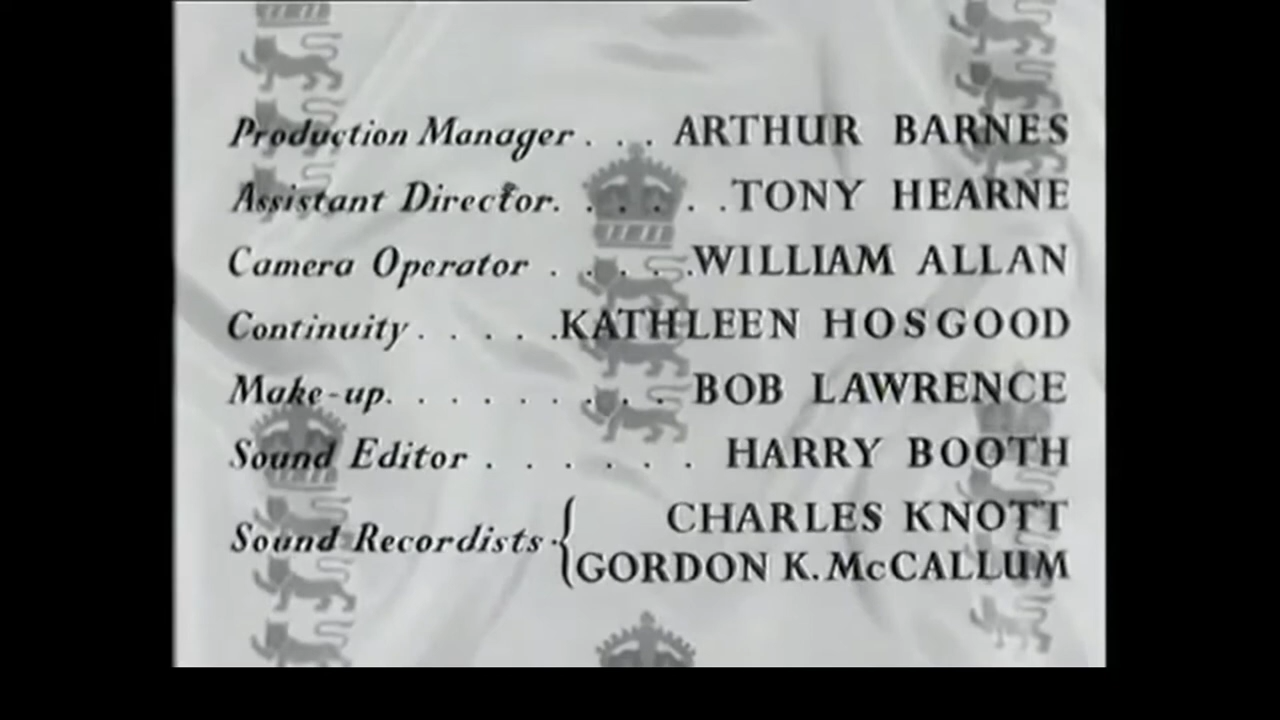 Production Manager . . . ARTHUR BARNES
Assistant Director. . . . . . .TONY HEARNE
Camera Operator . . . . .WILLIAM ALLAN
Continuity . . . . .KATHLEEN HOSGOOD
Make-up. . . . . . . . . BOB LAWRENCE
Sound Editor . . . . . . HARRY BOOTH
Sound Recordists . { CHARLES KNOTT
GORDON K. McCALLUM